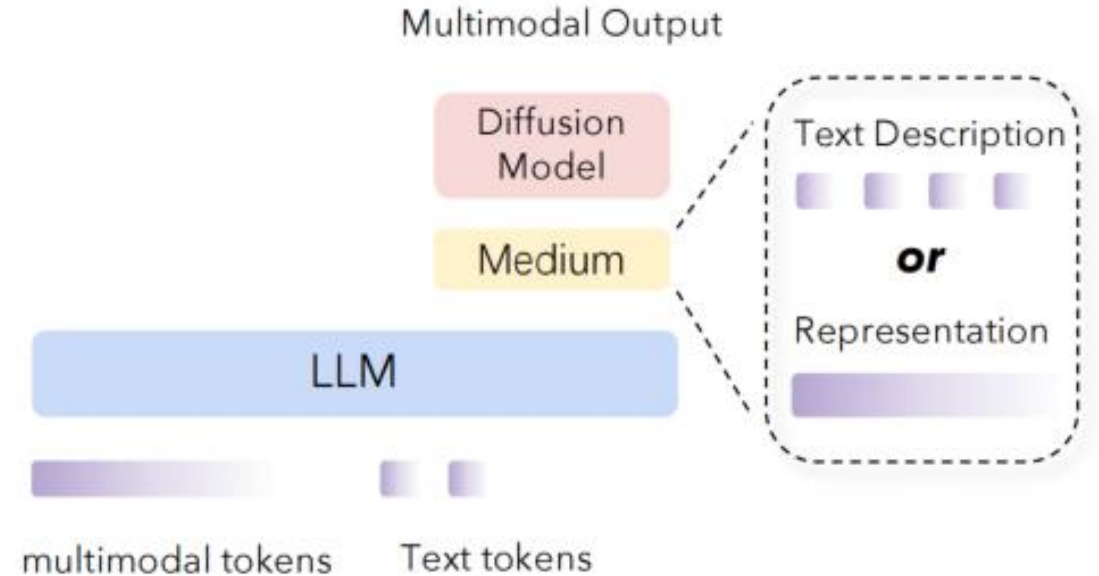 Multimodal Output
Diffusion
Model
Medium
LLM
multimodal tokens
Text tokens
Text Description
or
Representation